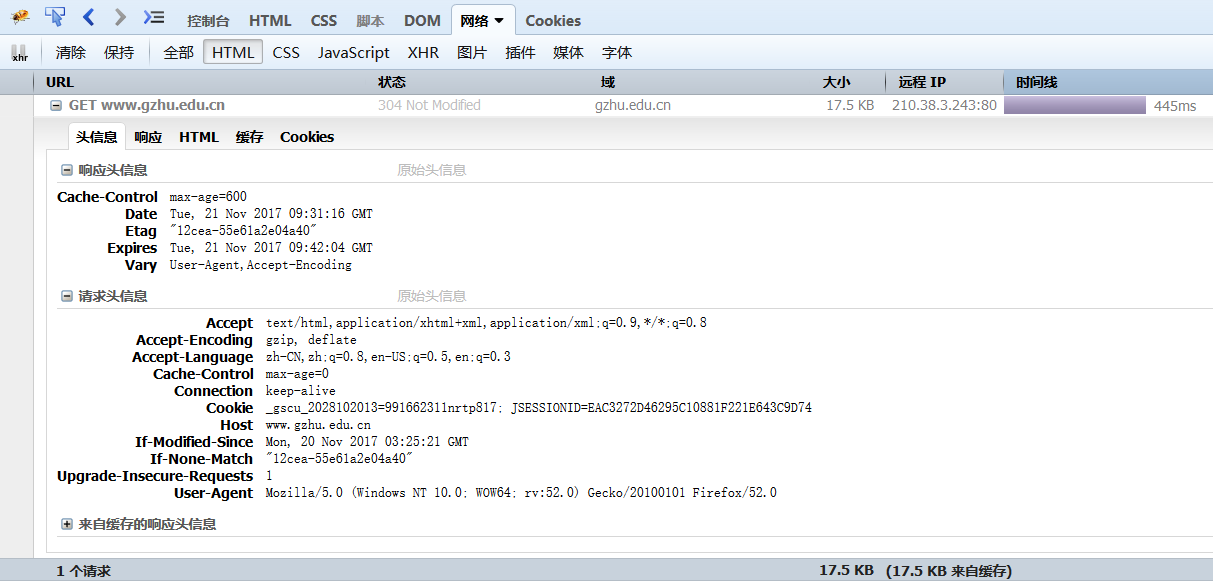 控制台 HTML CSS 脚本 DOM 网络 Cookies
xhr 清除 保持 全部 HTML CSS JavaScript XHR 图片 插件 媒体 字体
URL 状态 域 大小 远程 IP 时间线
GET www.gzhu.edu.cn 304 Not Modified gzhu.edu.cn 17.5 KB 210.38.3.243:80 445ms
头信息 响应 HTML 缓存 Cookies
响应头信息 原始头信息
Cache-Control max-age=600
Date Tue, 21 Nov 2017 09:31:16 GMT
Etag "12cea-55e61a2e04a40"
Expires Tue, 21 Nov 2017 09:42:04 GMT
Vary User-Agent,Accept-Encoding
请求头信息 原始头信息
Accept text/html,application/xhtml+xml,application/xml;q=0.9,*/*;q=0.8
Accept-Encoding gzip, deflate
Accept-Language zh-CN,zh;q=0.8,en-US;q=0.5,en;q=0.3
Cache-Control max-age=0
Connection keep-alive
Cookie _gscu_2028102013=991662311nrtp817; JSESSIONID=EAC3272D46295C10881F221E643C9D74
Host www.gzhu.edu.cn
If-Modified-Since Mon, 20 Nov 2017 03:25:21 GMT
If-None-Match "12cea-55e61a2e04a40"
Upgrade-Insecure-Requests 1
User-Agent Mozilla/5.0 (Windows NT 10.0; WOW64; rv:52.0) Gecko/20100101 Firefox/52.0
来自缓存的响应头信息
1 个请求 17.5 KB (17.5 KB 来自缓存)